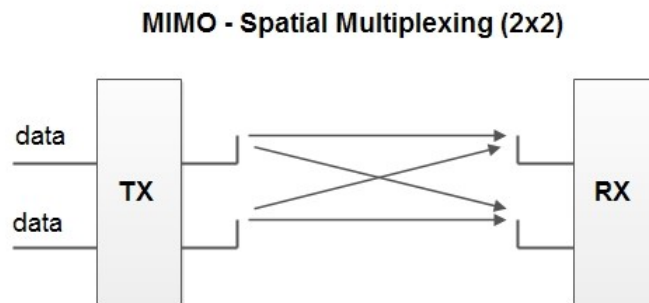 MIMO - Spatial Multiplexing (2x2)
data
TX
RX
data